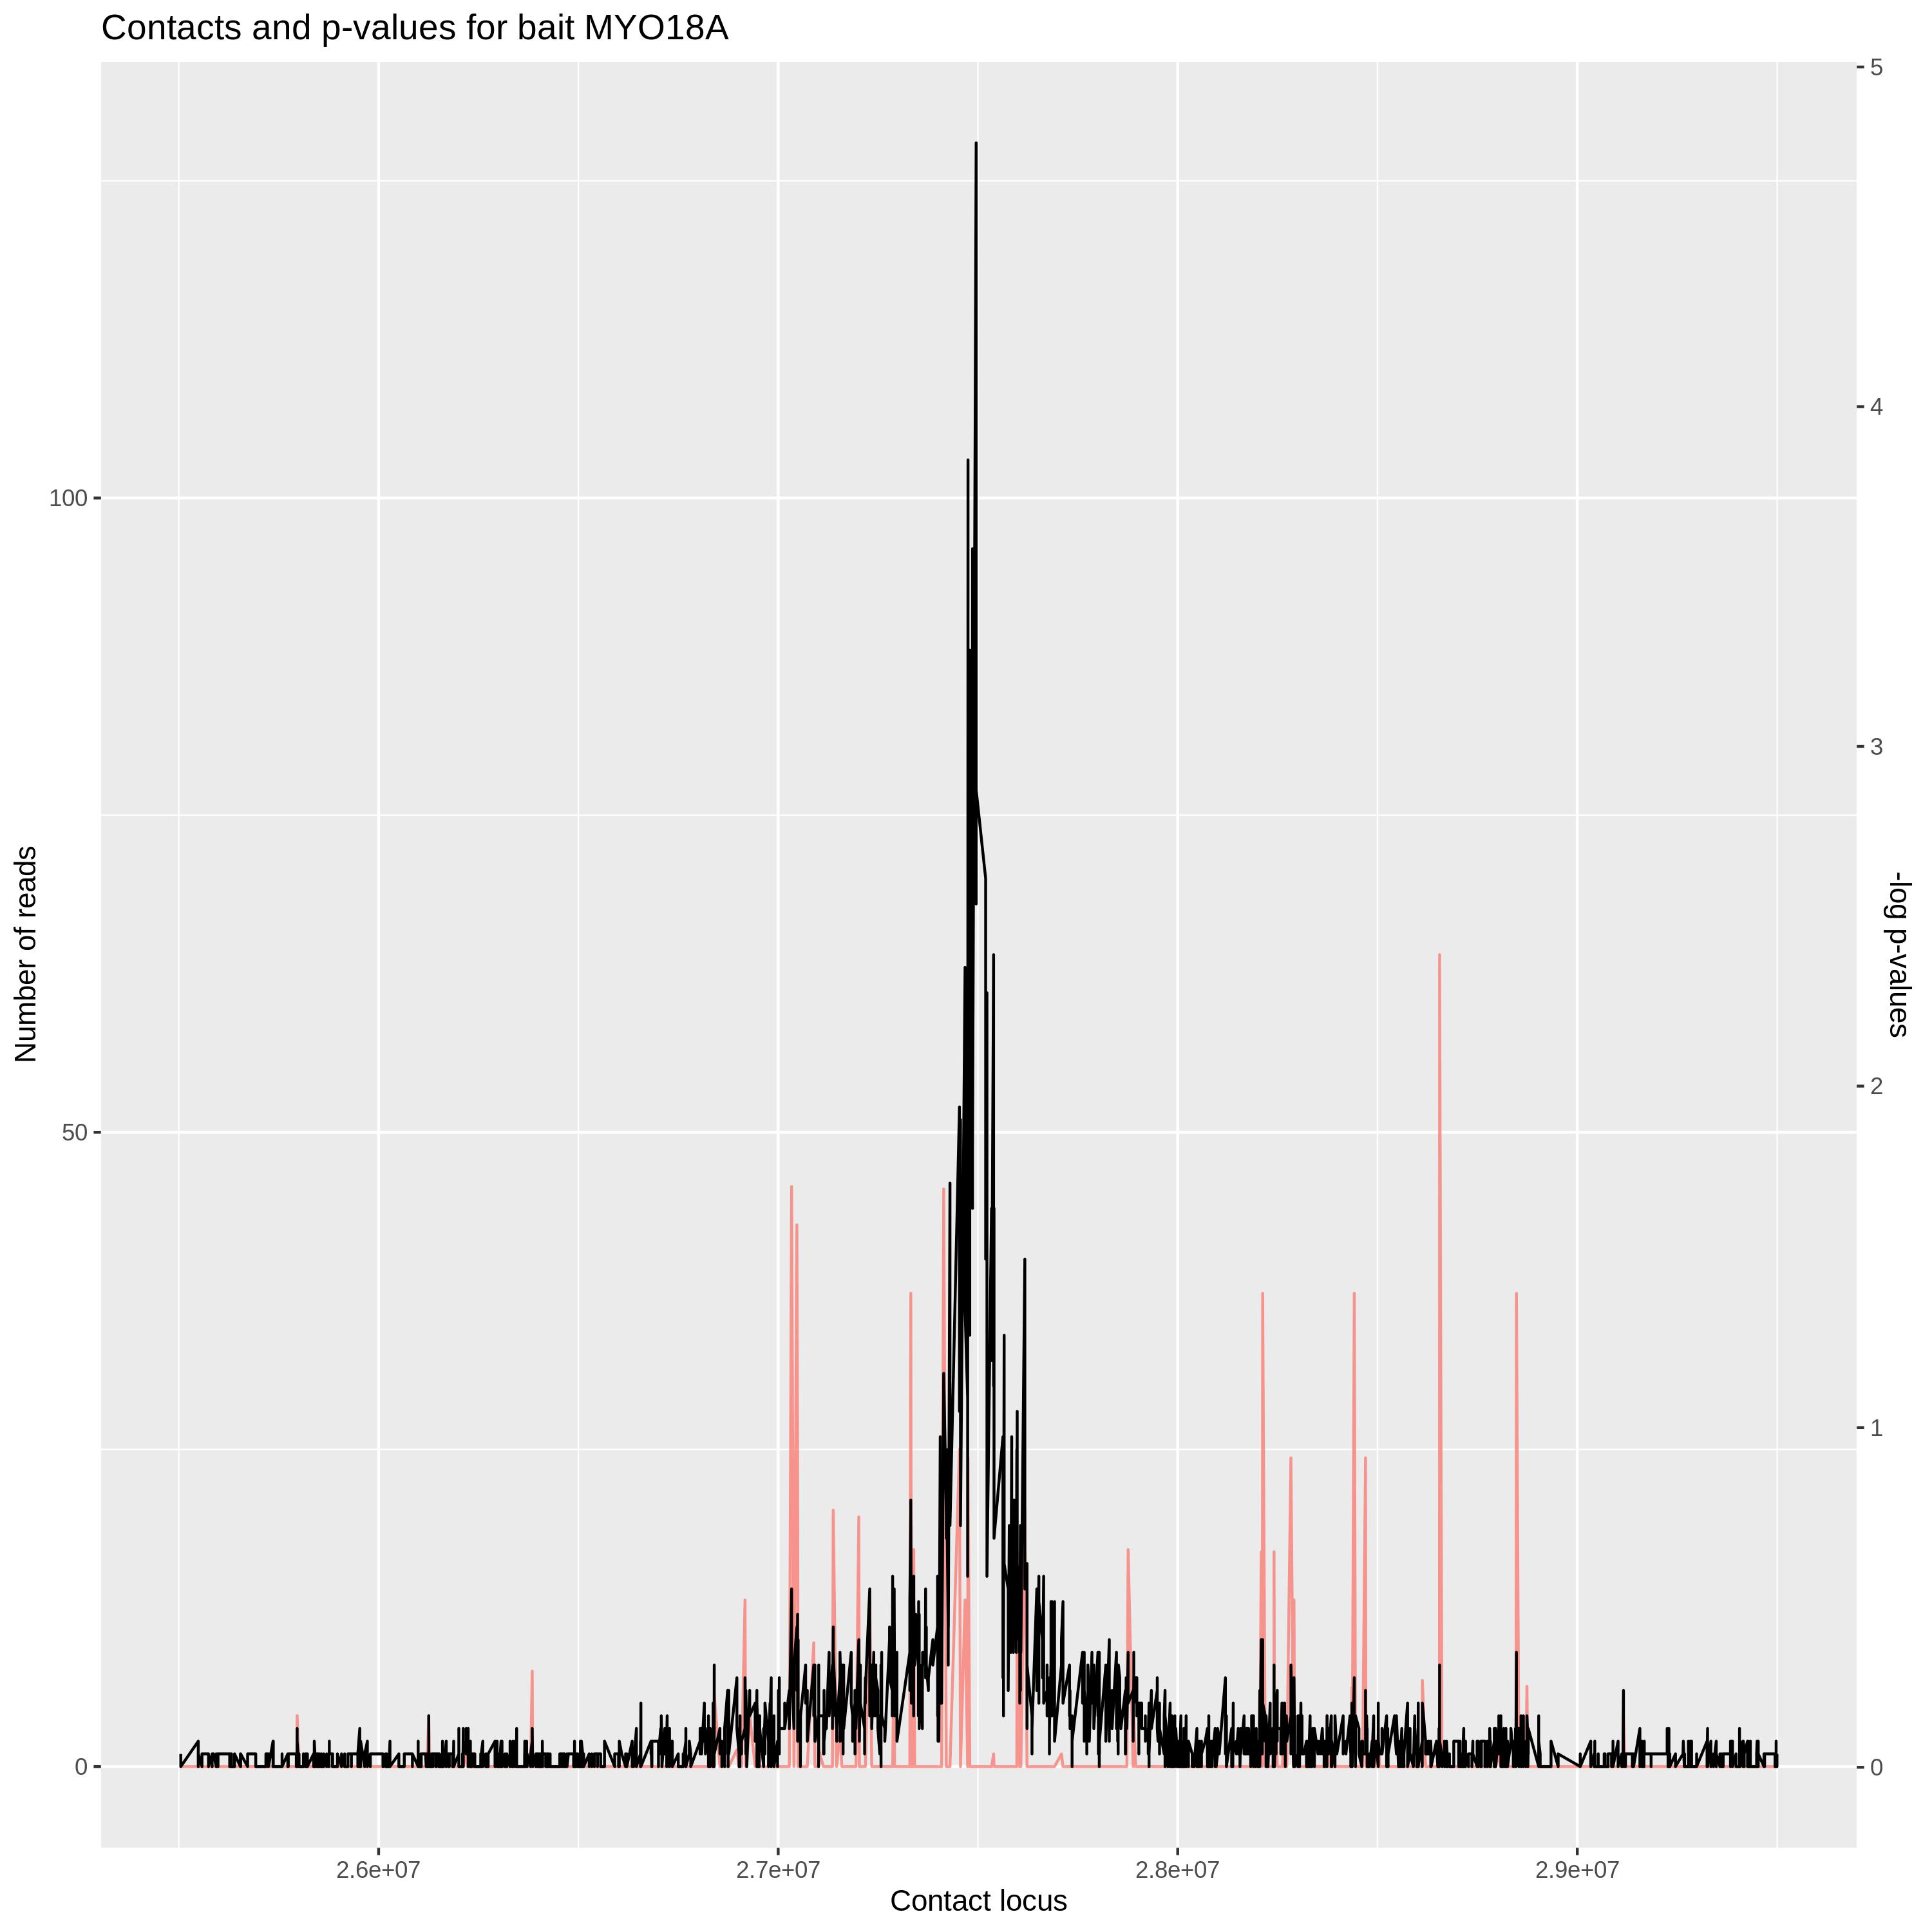 Contacts and p-values for bait MYO18A
Number of reads
100
50
0
5
4
3
2
1
0
-log p-values
2.6e+07
2.7e+07
2.8e+07
2.9e+07
Contact locus